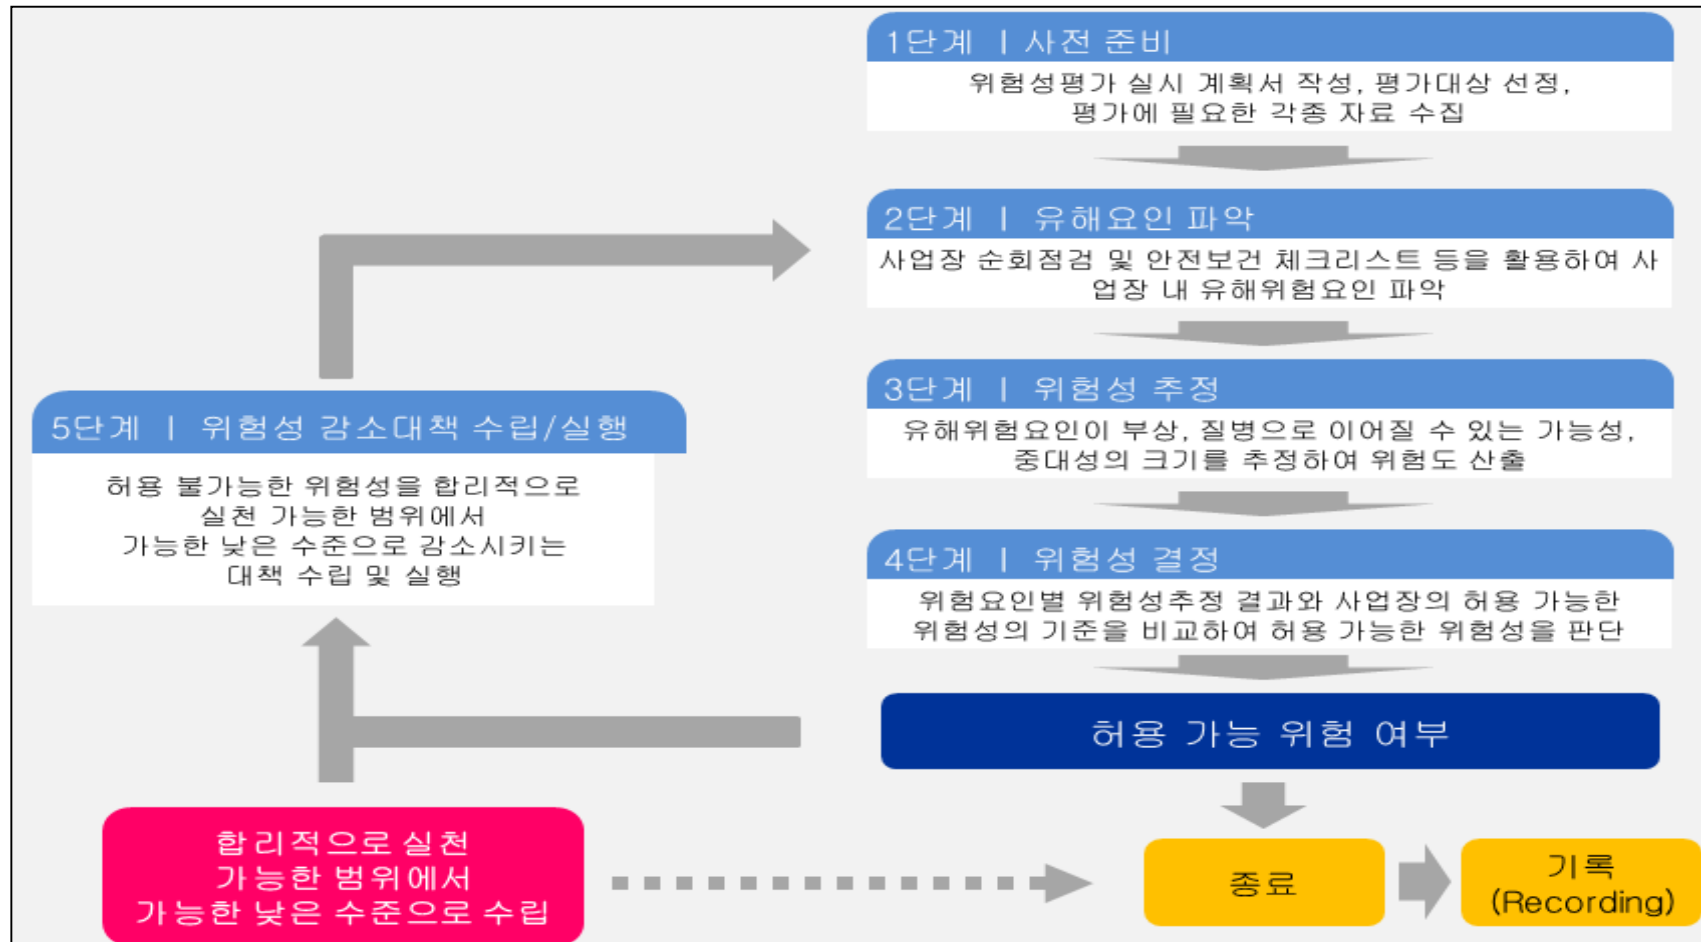 1단계 | 사전 준비
위험성평가 실시 계획서 작성, 평가대상 선정,
평가에 필요한 각종 자료 수집
2단계 | 유해요인 파악
사업장 순회점검 및 안전보건 체크리스트 등을 활용하여 사
업장 내 유해위험요인 파악
3단계 | 위험성 추정
유해위험요인이 부상, 질병으로 이어질 수 있는 가능성,
중대성의 크기를 추정하여 위험도 산출
4단계 | 위험성 결정
위험요인별 위험성추정 결과와 사업장의 허용 가능한
위험성의 기준을 비교하여 허용 가능한 위험성을 판단
허용 가능 위험 여부
5단계 | 위험성 감소대책 수립/실행
허용 불가능한 위험성을 합리적으로
실천 가능한 범위에서
가능한 낮은 수준으로 감소시키는
대책 수립 및 실행
합리적으로 실천
가능한 범위에서
가능한 낮은 수준으로 수립
종료
기록
(Recording)